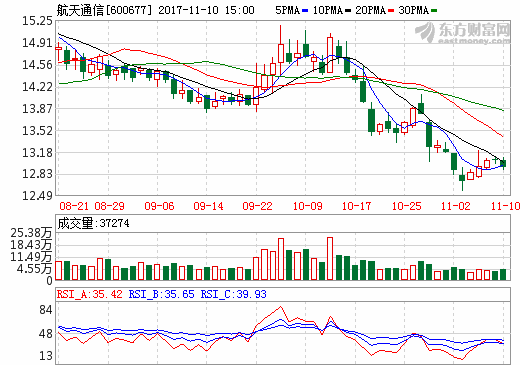 航天通信[600677] 2017-11-10 15:00 5PMA 10PMA 20PMA 30PMA
东方财富网
eastmoney.com
15.25
14.91
14.56
14.22
13.87
13.52
13.18
12.83
12.49
08-21 08-29 09-06 09-14 09-22 10-09 10-17 10-25 11-02 11-10
成交量:37274
25.38万
18.43万
11.49万
4.55万
0
RSI_A:35.42 RSI_B:35.65 RSI_C:39.93
84
48
13